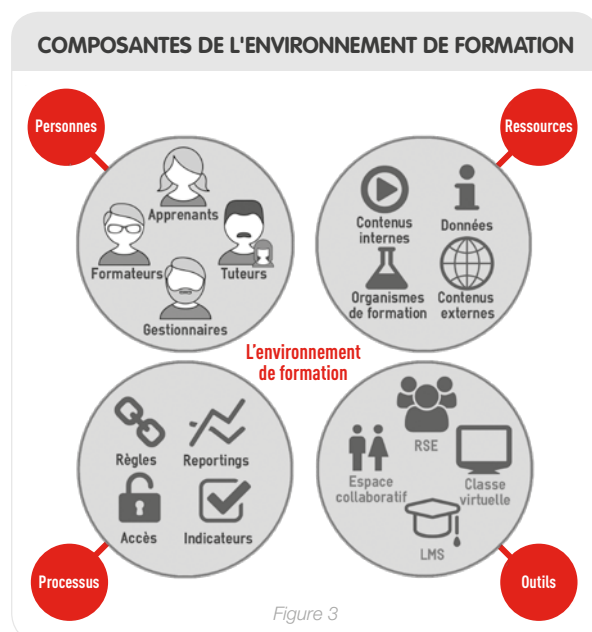 COMPOSANTES DE L'ENVIRONNEMENT DE FORMATION
Personnes
Ressources
Apprenants
Formateurs
Tuteurs
Gestionnaires
Contenus
internes
Données
Organismes
de formation
Contenus
externes
L'environnement
de formation
Règles
Reportings
Accès
Indicateurs
RSE
Espace
collaboratif
Classe
virtuelle
LMS
Processus
Outils
Figure 3